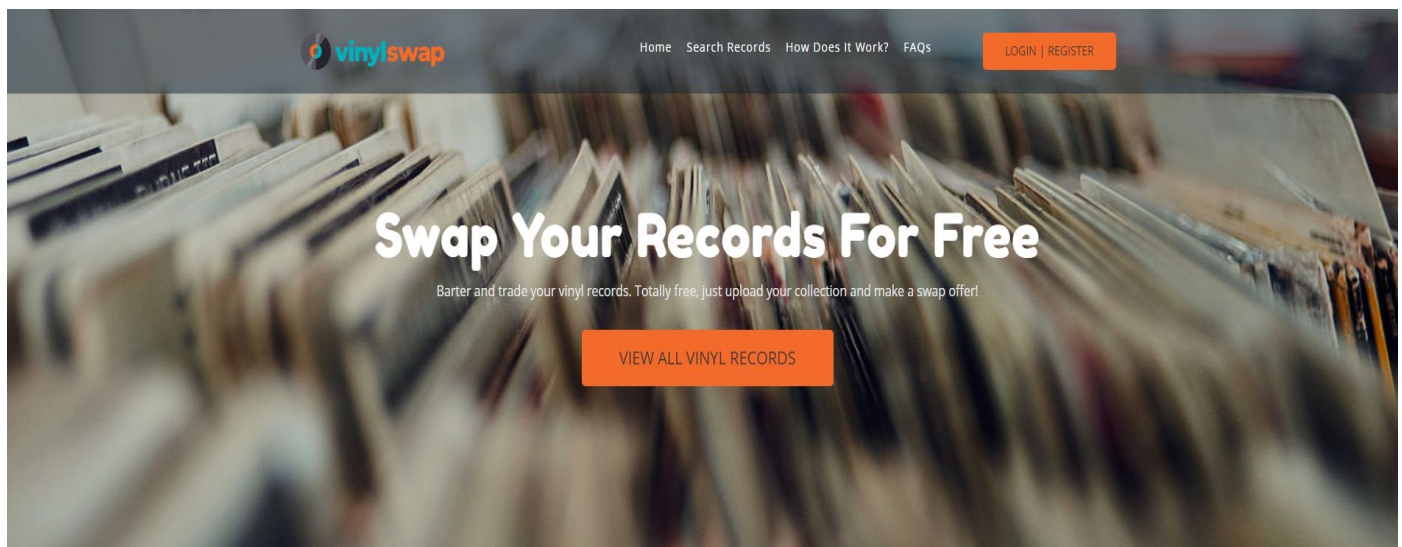 vinylswap
Home Search Records How Does It Work? FAQs
LOGIN | REGISTER
Swap Your Records For Free
Barter and trade your vinyl records. Totally free, just upload your collection and make a swap offer!
VIEW ALL VINYL RECORDS